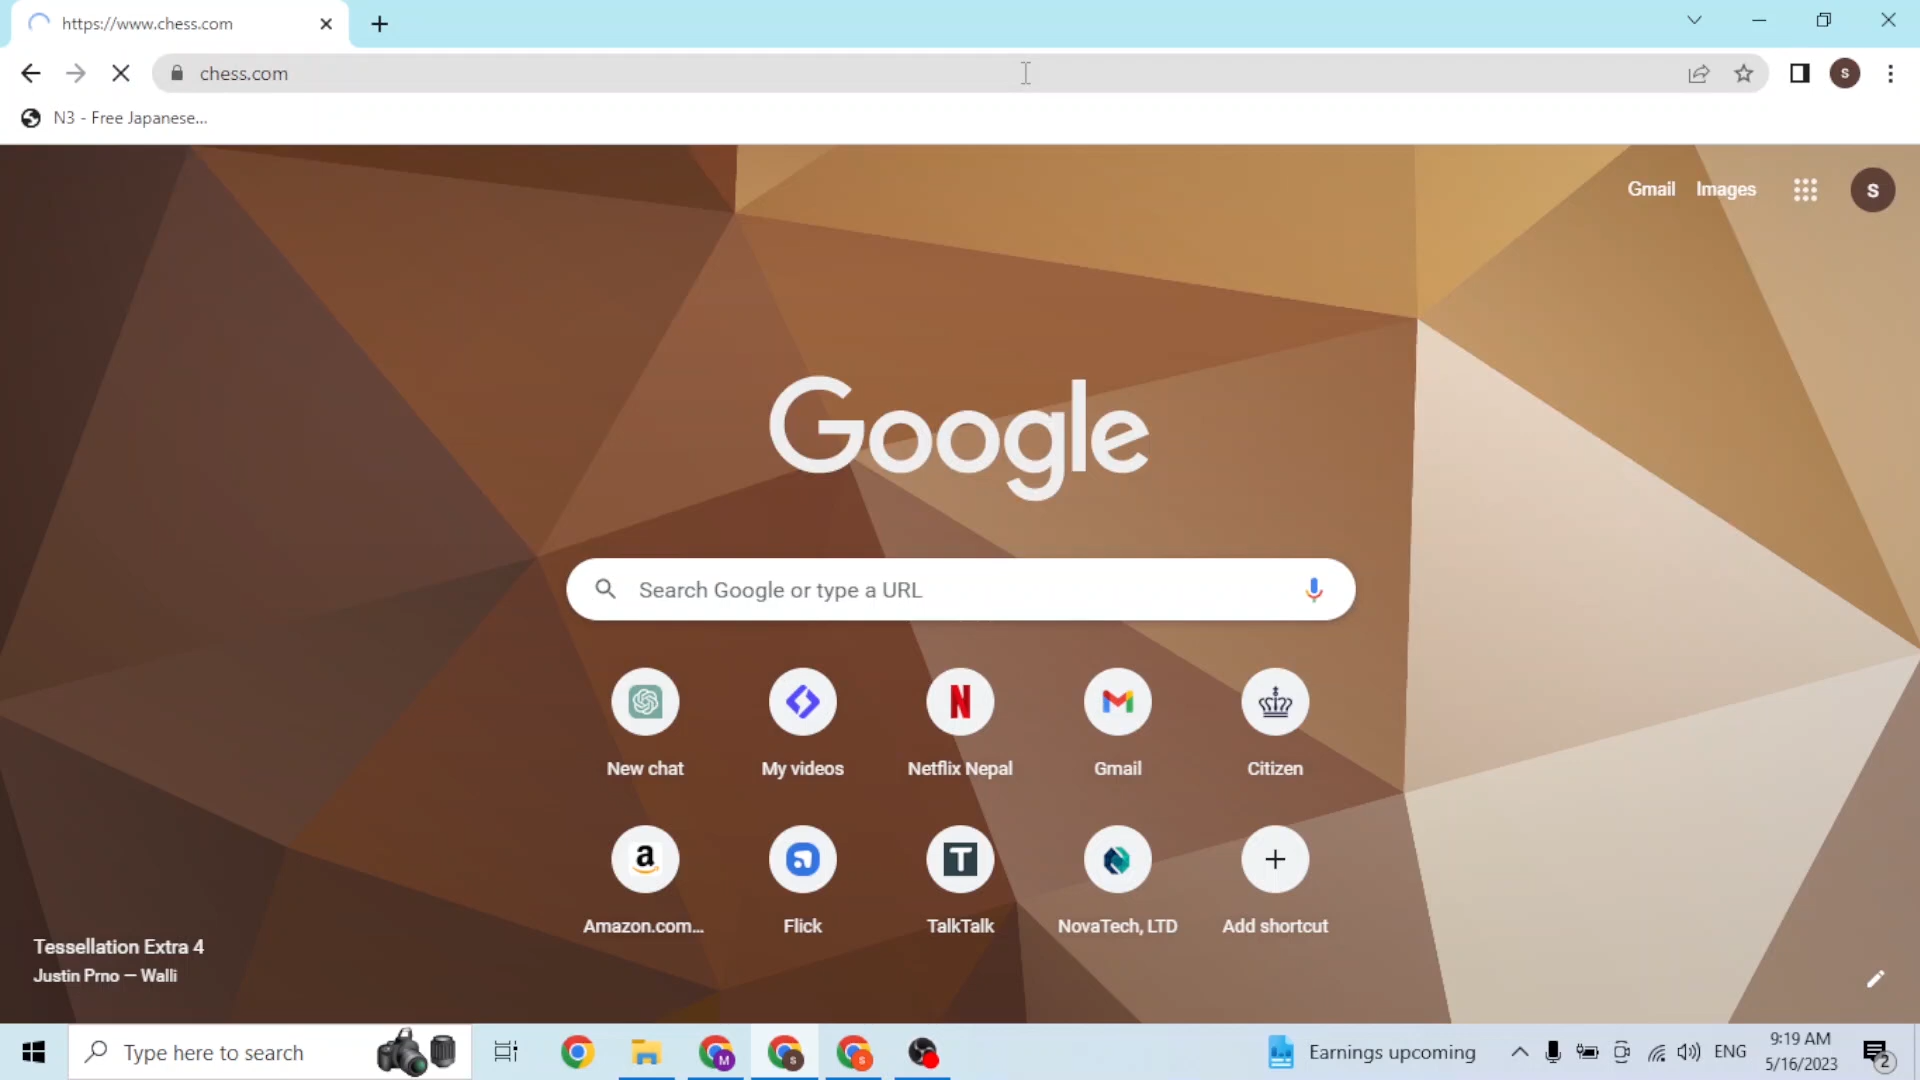 https://www.chess.com
chess.com
N3 - Free Japanese...
Gmail Images S
S
Google
Search Google or type a URL
New chat My videos Netflix Nepal Gmail Citizen
Amazon.com... Flick TalkTalk NovaTech, LTD Add shortcut
Tessellation Extra 4
Justin Prno — Walli
Type here to search
M S S
Earnings upcoming
ENG
9:19 AM
5/16/2023
2